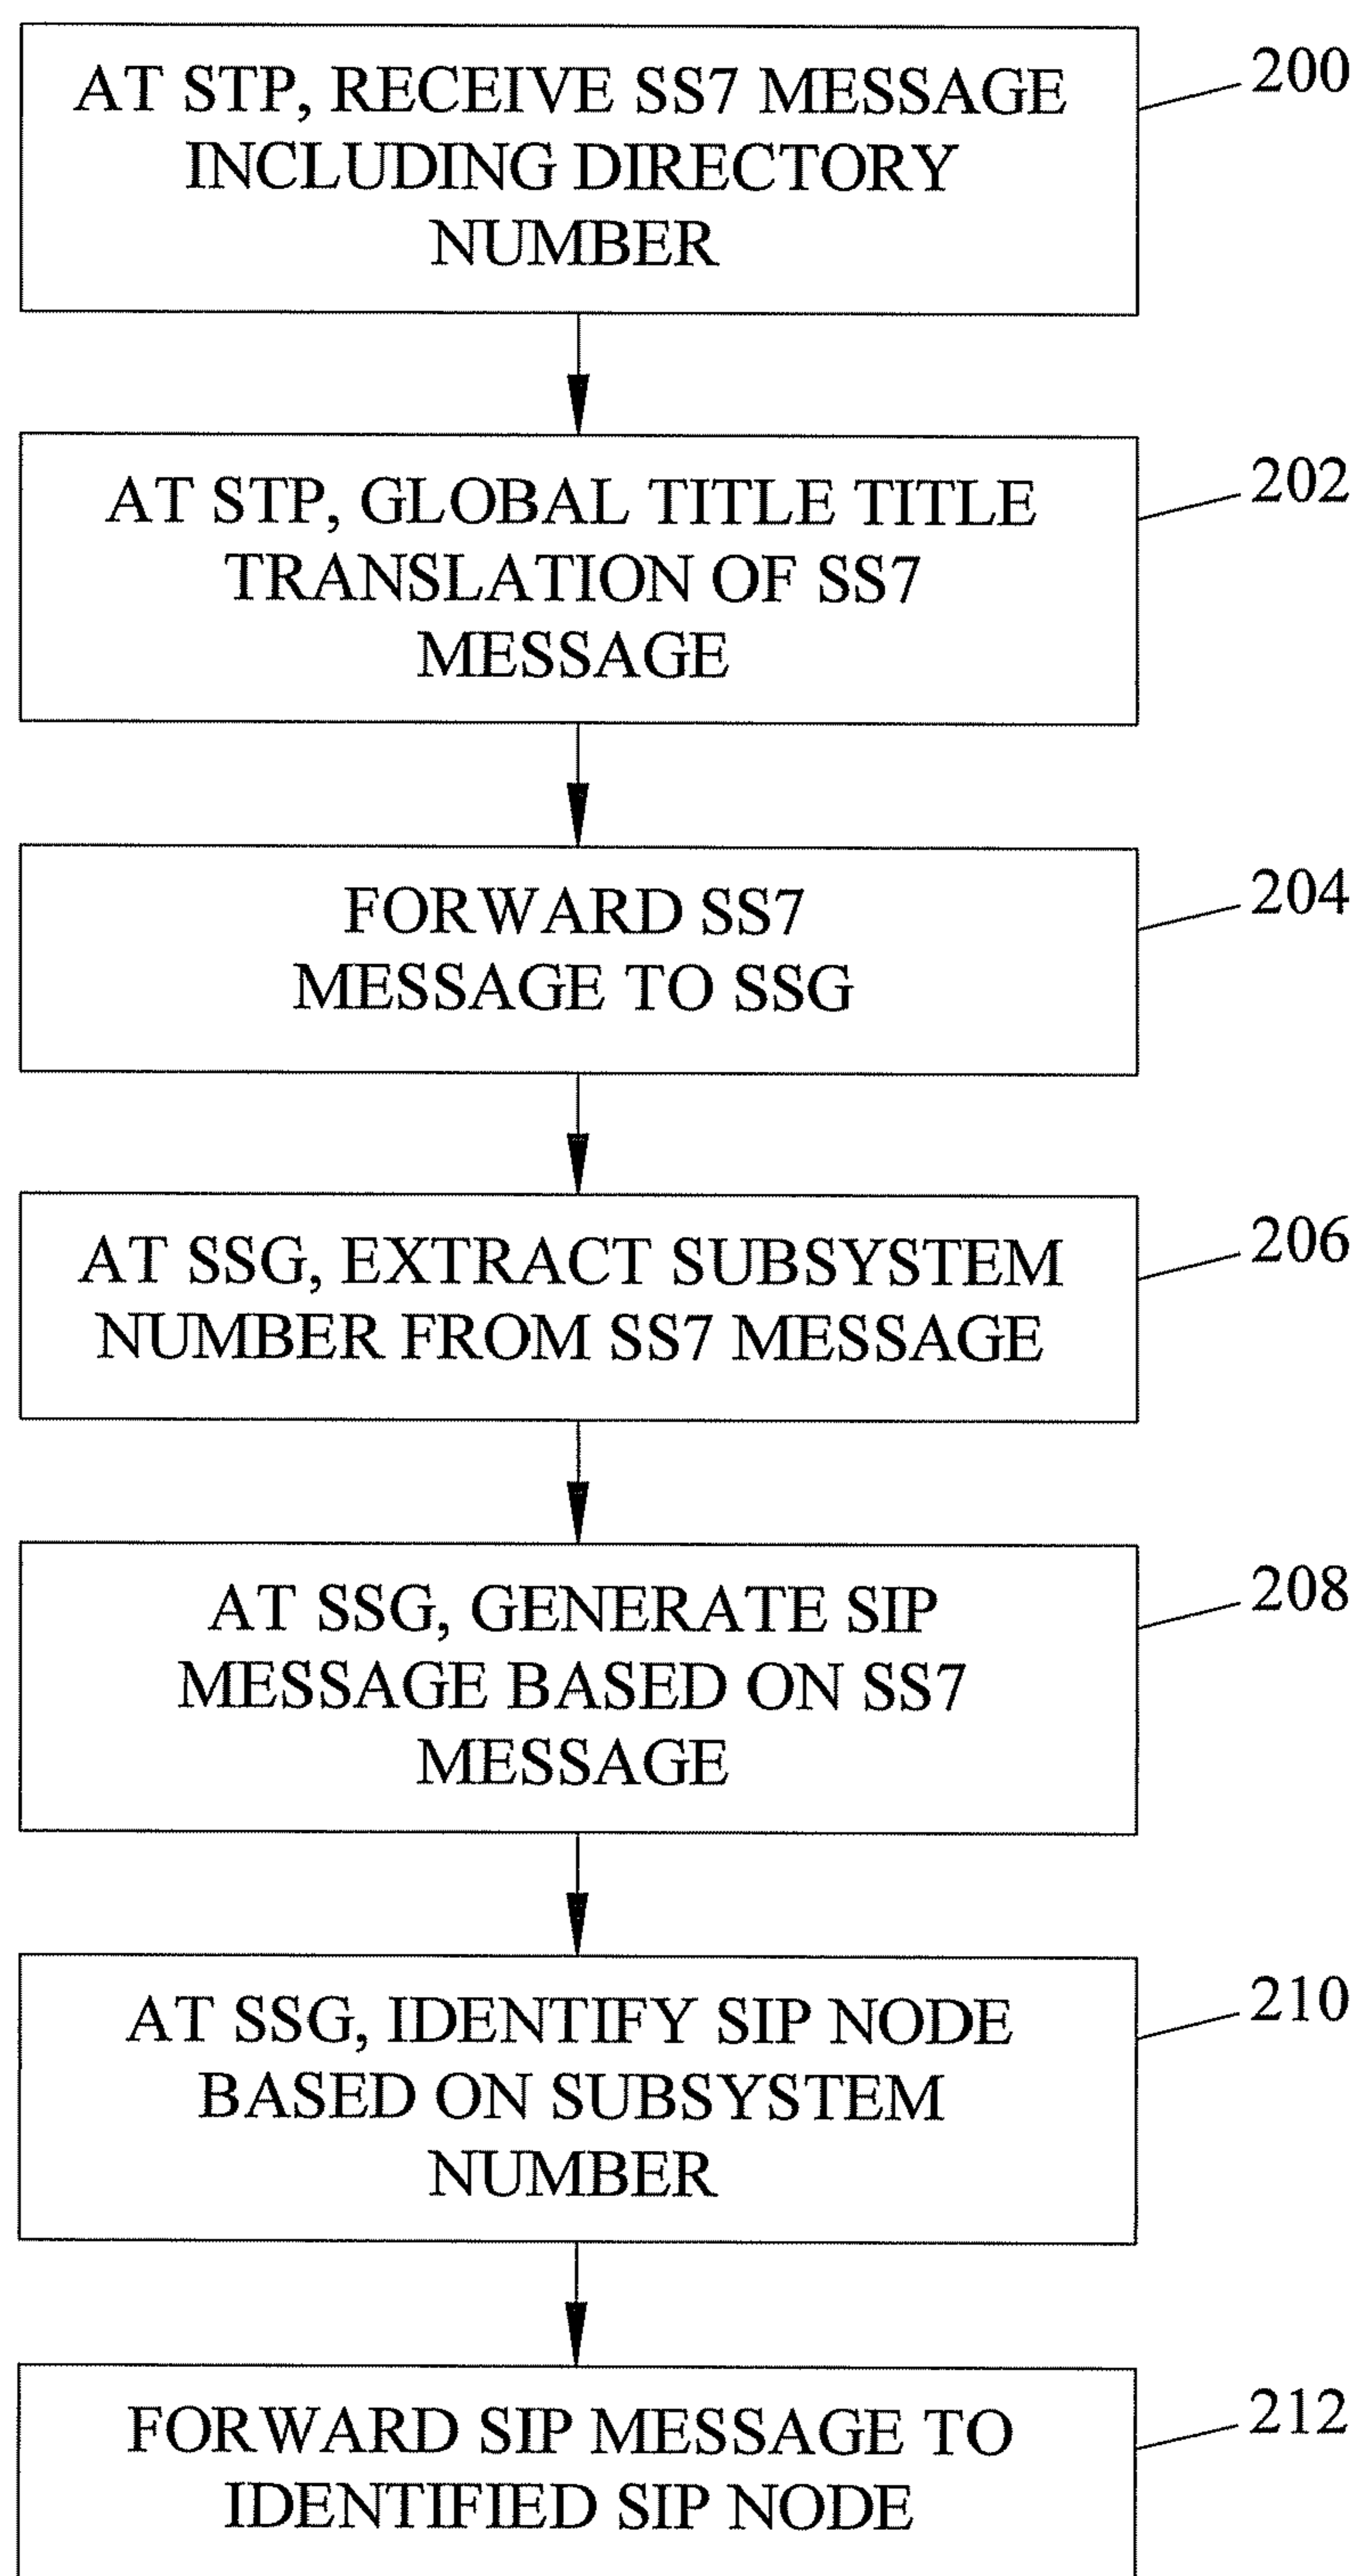 AT STP, RECEIVE SS7 MESSAGE
INCLUDING DIRECTORY
NUMBER
200
AT STP, GLOBAL TITLE TITLE
TRANSLATION OF SS7
MESSAGE
202
FORWARD SS7
MESSAGE TO SSG
204
AT SSG, EXTRACT SUBSYSTEM
NUMBER FROM SS7 MESSAGE
206
AT SSG, GENERATE SIP
MESSAGE BASED ON SS7
MESSAGE
208
AT SSG, IDENTIFY SIP NODE
BASED ON SUBSYSTEM
NUMBER
210
FORWARD SIP MESSAGE TO
IDENTIFIED SIP NODE
212